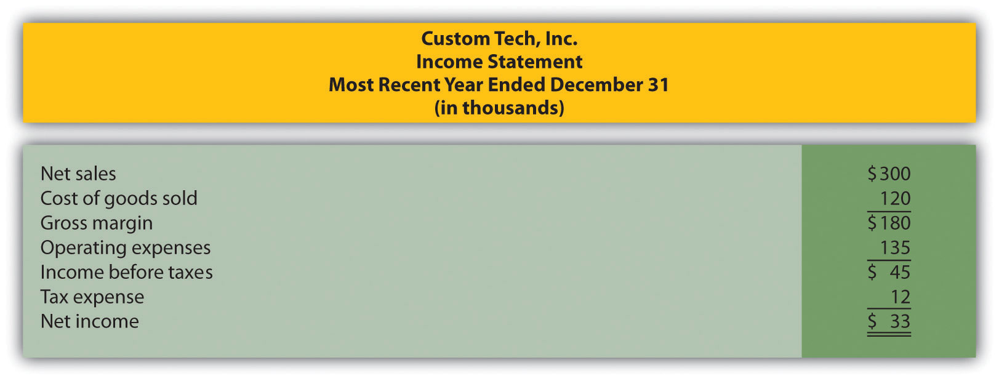 Custom Tech, Inc.
Income Statement
Most Recent Year Ended December 31
(in thousands)
Net sales $300
Cost of goods sold 120
Gross margin $180
Operating expenses 135
Income before taxes $ 45
Tax expense 12
Net income $ 33